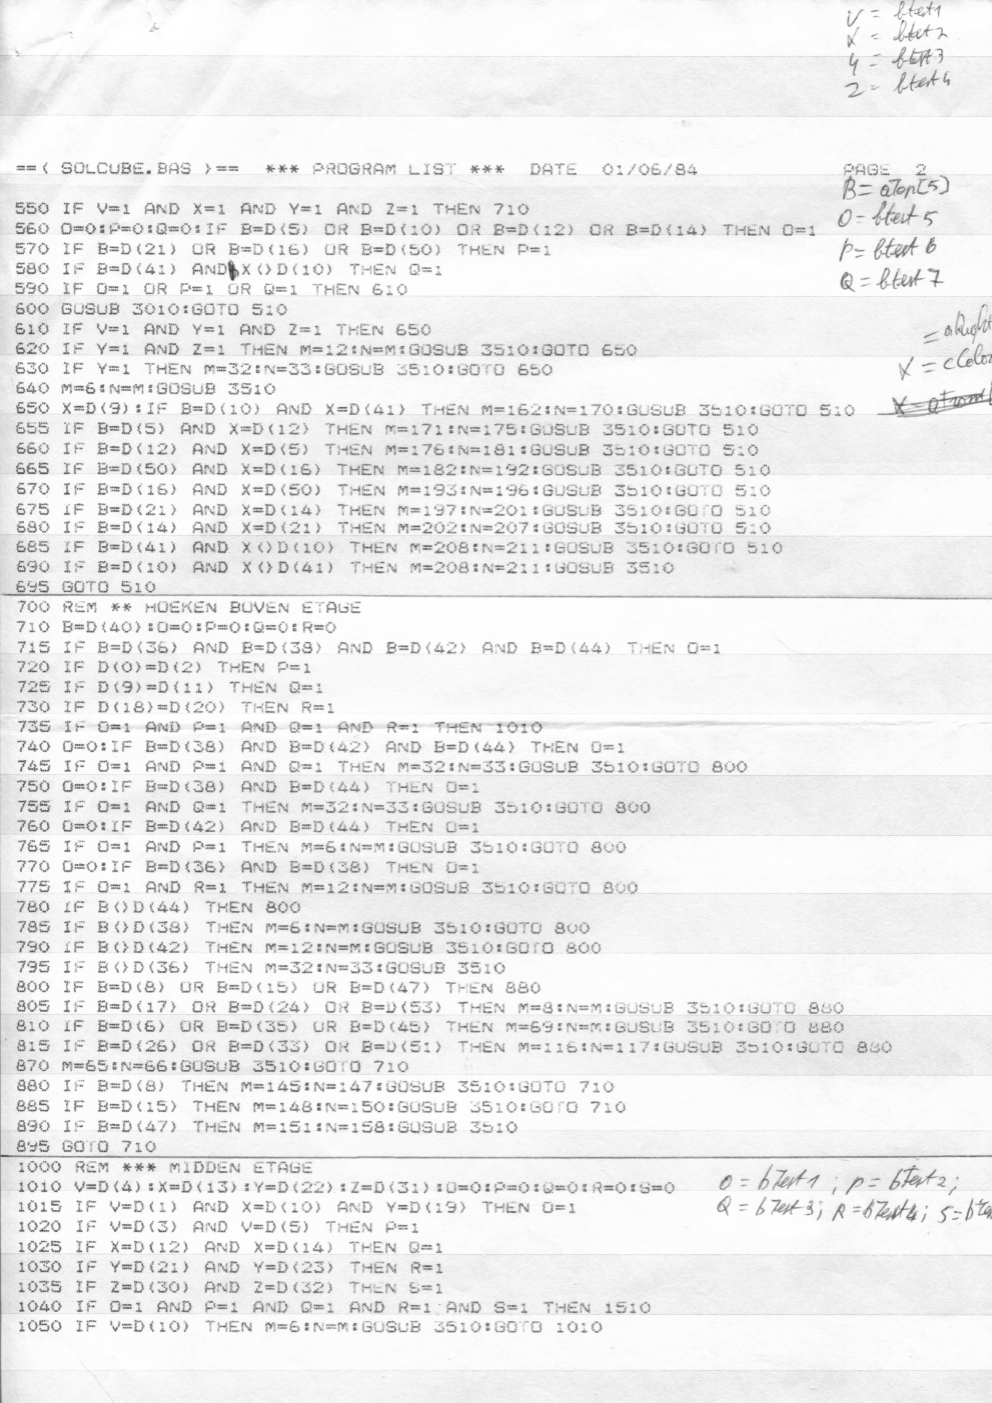 V = btest1
X = btest2
Y = btest3
Z = btest4
==( SOLCUBE.BAS )== *** PROGRAM LIST *** DATE 01/06/84 PAGE 2
B = aTop[5]
O = btest 5
P = btest 6
Q = btest 7
550 IF V=1 AND X=1 AND Y=1 AND Z=1 THEN 710
560 O=0:P=0:Q=0:IF B=D(5) OR B=D(10) OR B=D(12) OR B=D(14) THEN O=1
570 IF B=D(21) OR B=D(16) OR B=D(50) THEN P=1
580 IF B=D(41) AND X<>D(10) THEN Q=1
590 IF O=1 OR P=1 OR Q=1 THEN 610
600 GOSUB 3010:GOTO 510
610 IF V=1 AND Y=1 AND Z=1 THEN 650
620 IF Y=1 AND Z=1 THEN M=12:N=M:GOSUB 3510:GOTO 650
630 IF Y=1 THEN M=32:N=33:GOSUB 3510:GOTO 650
640 M=6:N=M:GOSUB 3510
650 X=D(9):IF B=D(10) AND X=D(41) THEN M=162:N=170:GOSUB 3510:GOTO 510
655 IF B=D(5) AND X=D(12) THEN M=171:N=175:GOSUB 3510:GOTO 510
660 IF B=D(12) AND X=D(5) THEN M=176:N=181:GOSUB 3510:GOTO 510
665 IF B=D(50) AND X=D(16) THEN M=182:N=192:GOSUB 3510:GOTO 510
670 IF B=D(16) AND X=D(50) THEN M=193:N=196:GOSUB 3510:GOTO 510
675 IF B=D(21) AND X=D(14) THEN M=197:N=201:GOSUB 3510:GOTO 510
680 IF B=D(14) AND X=D(21) THEN M=202:N=207:GOSUB 3510:GOTO 510
685 IF B=D(41) AND X<>D(10) THEN M=208:N=211:GOSUB 3510:GOTO 510
690 IF B=D(10) AND X<>D(41) THEN M=208:N=211:GOSUB 3510
695 GOTO 510
= aRight
X = cColor
700 REM ** HOEKEN BOVEN ETAGE
710 B=D(40):O=0:P=0:Q=0:R=0
715 IF B=D(36) AND B=D(38) AND B=D(42) AND B=D(44) THEN O=1
720 IF D(0)=D(2) THEN P=1
725 IF D(9)=D(11) THEN Q=1
730 IF D(18)=D(20) THEN R=1
735 IF O=1 AND P=1 AND Q=1 AND R=1 THEN 1010
740 O=0:IF B=D(38) AND B=D(42) AND B=D(44) THEN O=1
745 IF O=1 AND P=1 AND Q=1 THEN M=32:N=33:GOSUB 3510:GOTO 800
750 O=0:IF B=D(38) AND B=D(44) THEN O=1
755 IF O=1 AND Q=1 THEN M=32:N=33:GOSUB 3510:GOTO 800
760 O=0:IF B=D(42) AND B=D(44) THEN O=1
765 IF O=1 AND P=1 THEN M=6:N=M:GOSUB 3510:GOTO 800
770 O=0:IF B=D(36) AND B=D(38) THEN O=1
775 IF O=1 AND R=1 THEN M=12:N=M:GOSUB 3510:GOTO 800
780 IF B<>D(44) THEN 800
785 IF B<>D(38) THEN M=6:N=M:GOSUB 3510:GOTO 800
790 IF B<>D(42) THEN M=12:N=M:GOSUB 3510:GOTO 800
795 IF B<>D(36) THEN M=32:N=33:GOSUB 3510
800 IF B=D(8) OR B=D(15) OR B=D(47) THEN 880
805 IF B=D(17) OR B=D(24) OR B=D(53) THEN M=8:N=M:GOSUB 3510:GOTO 880
810 IF B=D(6) OR B=D(35) OR B=D(45) THEN M=69:N=M:GOSUB 3510:GOTO 880
815 IF B=D(26) OR B=D(33) OR B=D(51) THEN M=116:N=117:GOSUB 3510:GOTO 880
870 M=65:N=66:GOSUB 3510:GOTO 710
880 IF B=D(8) THEN M=145:N=147:GOSUB 3510:GOTO 710
885 IF B=D(15) THEN M=148:N=150:GOSUB 3510:GOTO 710
890 IF B=D(47) THEN M=151:N=158:GOSUB 3510
895 GOTO 710
1000 REM *** MIDDEN ETAGE
1010 V=D(4):X=D(13):Y=D(22):Z=D(31):O=0:P=0:Q=0:R=0:S=0
1015 IF V=D(1) AND X=D(10) AND Y=D(19) THEN O=1
1020 IF V=D(3) AND V=D(5) THEN P=1
1025 IF X=D(12) AND X=D(14) THEN Q=1
1030 IF Y=D(21) AND Y=D(23) THEN R=1
1035 IF Z=D(30) AND Z=D(32) THEN S=1
1040 IF O=1 AND P=1 AND Q=1 AND R=1 AND S=1 THEN 1510
1050 IF V=D(10) THEN M=6:N=M:GOSUB 3510:GOTO 1010
O = bTest1 ; P = bTest2;
Q = bTest3; R = bTest4; S = bTes